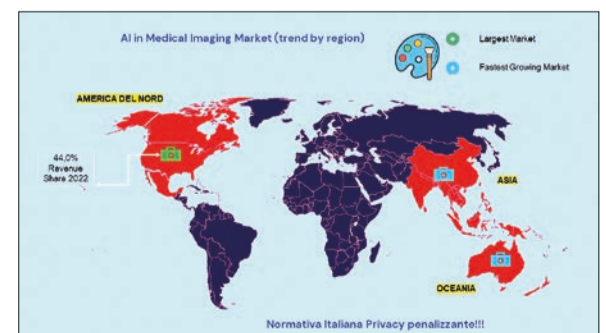 AI in Medical Imaging Market (trend by region)
Largest Market
Fastest Growing Market
AMERICA DEL NORD
44,0%
Revenue
Share 2022
ASIA
OCEANIA
Normativa Italiana Privacy penalizzante!!!